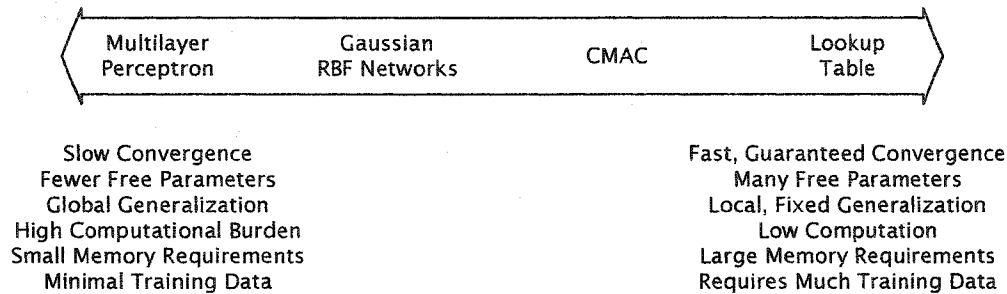 Multilayer Perceptron
Gaussian RBF Networks
CMAC
Lookup Table
Slow Convergence
Fewer Free Parameters
Global Generalization
High Computational Burden
Small Memory Requirements
Minimal Training Data
Fast, Guaranteed Convergence
Many Free Parameters
Local, Fixed Generalization
Low Computation
Large Memory Requirements
Requires Much Training Data